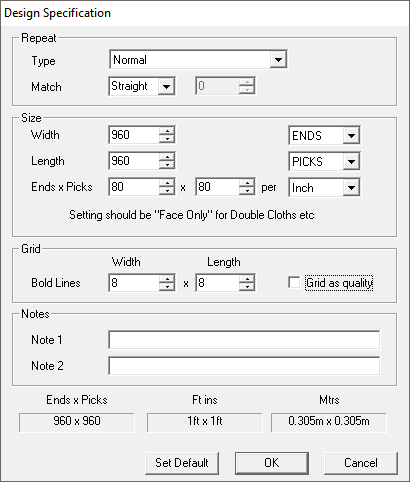 Design Specification
Repeat
Type Normal
Match Straight 0
Size
Width 960 ENDS
Length 960 PICKS
Ends x Picks 80 x 80 per Inch
Setting should be "Face Only" for Double Cloths etc
Grid
Width Length
Bold Lines 8 x 8 Grid as quality
Notes
Note 1
Note 2
Ends x Picks Ft ins Mtrs
960 x 960 1ft x 1ft 0.305m x 0.305m
Set Default OK Cancel